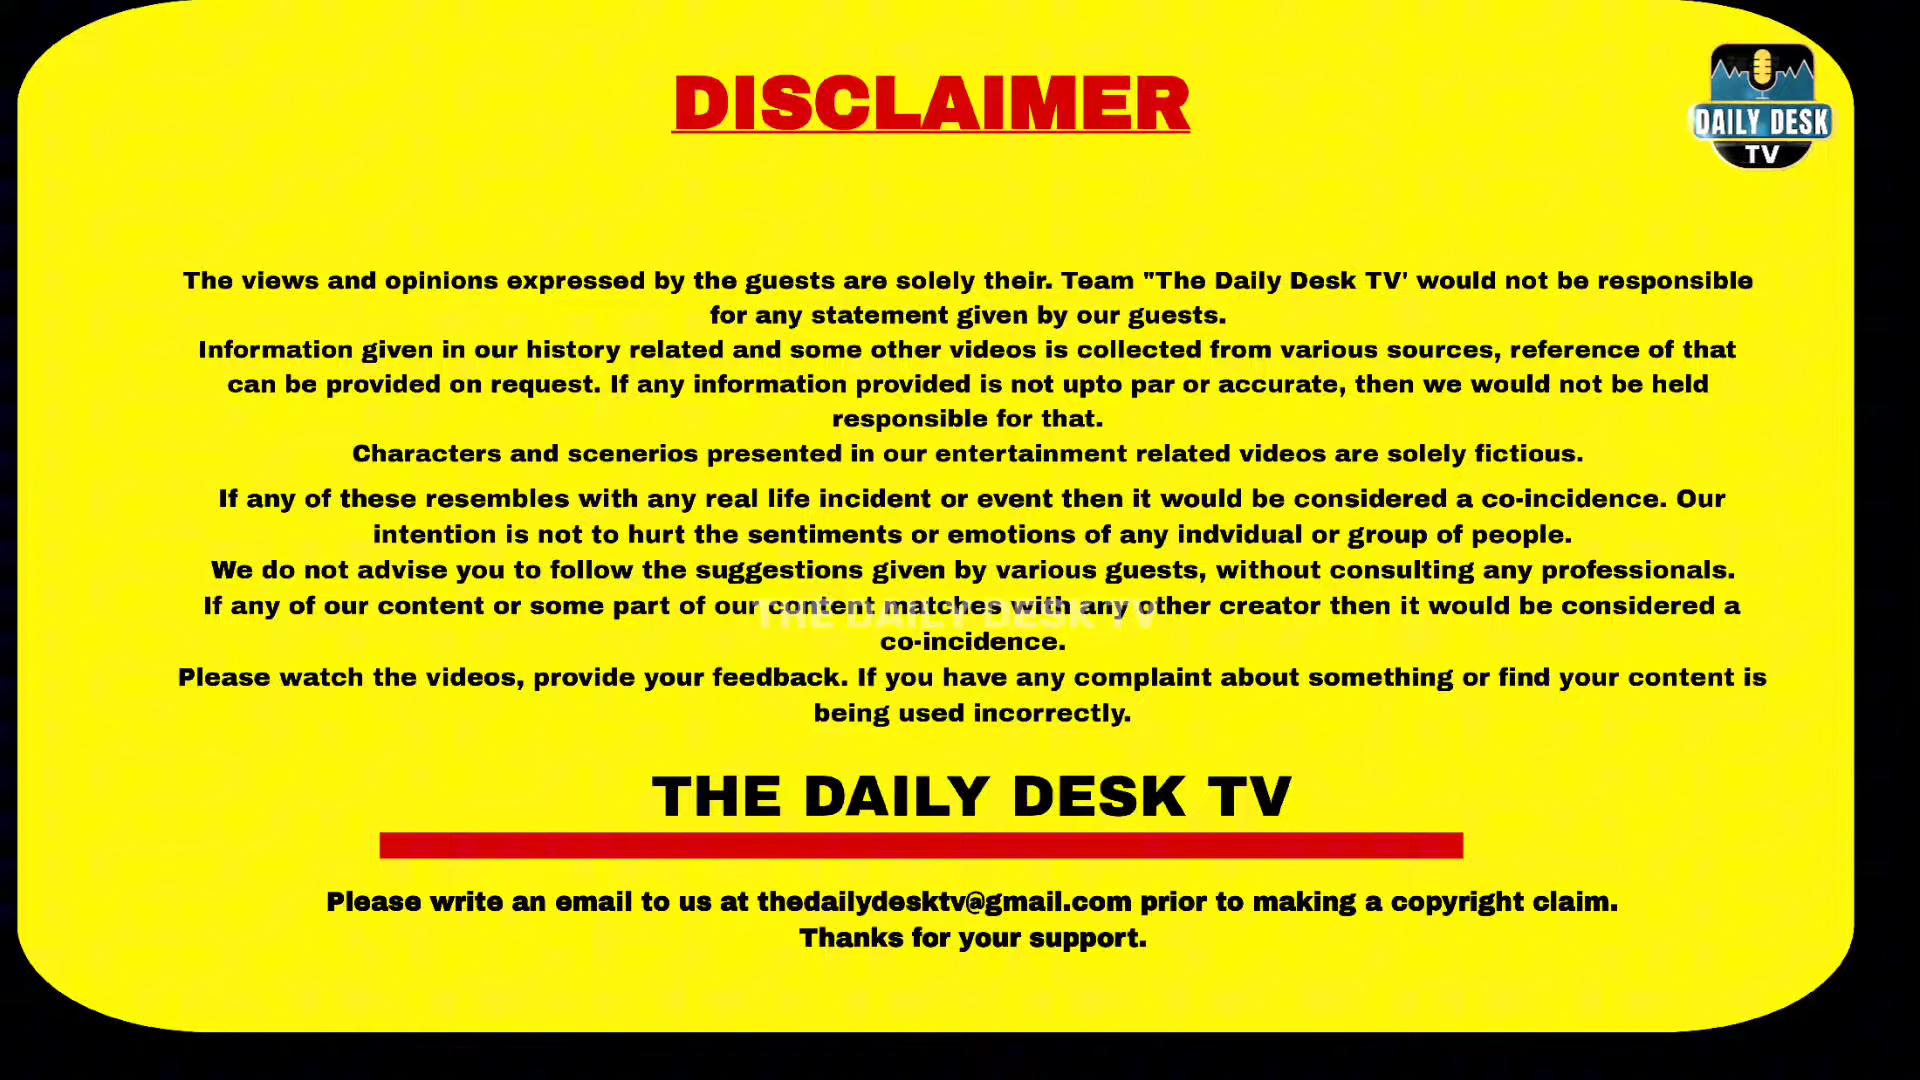 DISCLAIMER
DAILY DESK
TV
The views and opinions expressed by the guests are solely their. Team "The Daily Desk TV' would not be responsible
for any statement given by our guests.
Information given in our history related and some other videos is collected from various sources, reference of that
can be provided on request. If any information provided is not upto par or accurate, then we would not be held
responsible for that.
Characters and scenerios presented in our entertainment related videos are solely fictious.
If any of these resembles with any real life incident or event then it would be considered a co-incidence. Our
intention is not to hurt the sentiments or emotions of any indvidual or group of people.
We do not advise you to follow the suggestions given by various guests, without consulting any professionals.
If any of our content or some part of our content matches with any other creator then it would be considered a
THE DAILY DESK TV
co-incidence.
Please watch the videos, provide your feedback. If you have any complaint about something or find your content is
being used incorrectly.
THE DAILY DESK TV
Please write an email to us at thedailydesktv@gmail.com prior to making a copyright claim.
Thanks for your support.